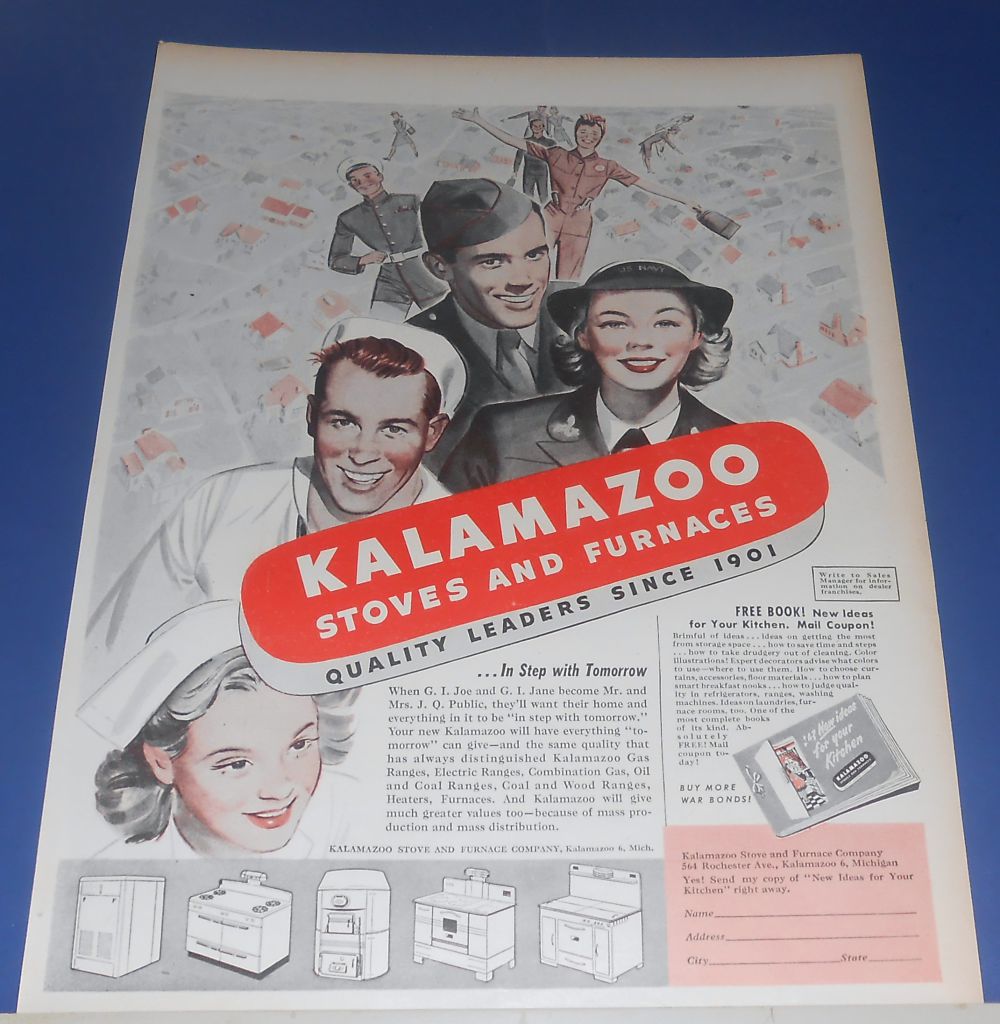 US NAVY
KALAMAZOO
STOVES AND FURNACES
QUALITY LEADERS SINCE 1901
Write to Sales
Manager for infor-
mation on dealer
franchises.
...In Step with Tomorrow
When G. I. Joe and G. I. Jane become Mr. and
Mrs. J. Q. Public, they'll want their home and
everything in it to be "in step with tomorrow."
Your new Kalamazoo will have everything "to-
morrow" can give—and the same quality that
has always distinguished Kalamazoo Gas
Ranges, Electric Ranges, Combination Gas, Oil
and Coal Ranges, Coal and Wood Ranges,
Heaters, Furnaces. And Kalamazoo will give
much greater values too—because of mass pro-
duction and mass distribution.
KALAMAZOO STOVE AND FURNACE COMPANY, Kalamazoo 6, Mich.
FREE BOOK! New Ideas
for Your Kitchen. Mail Coupon!
Brimful of ideas... ideas on getting the most
from storage space... how to save time and steps
...how to take drudgery out of cleaning. Color
illustrations! Expert decorators advise what colors
to use—where to use them. How to choose cur-
tains, accessories, floor materials... how to plan
smart breakfast nooks... how to judge qual-
ity in refrigerators, ranges, washing
machines. Ideas on laundries, fur-
nace rooms, too. One of the
most complete books
of its kind. Ab-
solutely
FREE! Mail
coupon to-
day!
New ideas
for your
Kitchen
KALAMAZOO
BUY MORE
WAR BONDS!
Kalamazoo Stove and Furnace Company
564 Rochester Ave., Kalamazoo 6, Michigan
Yes! Send my copy of "New Ideas for Your
Kitchen" right away.
Name
Address
City State